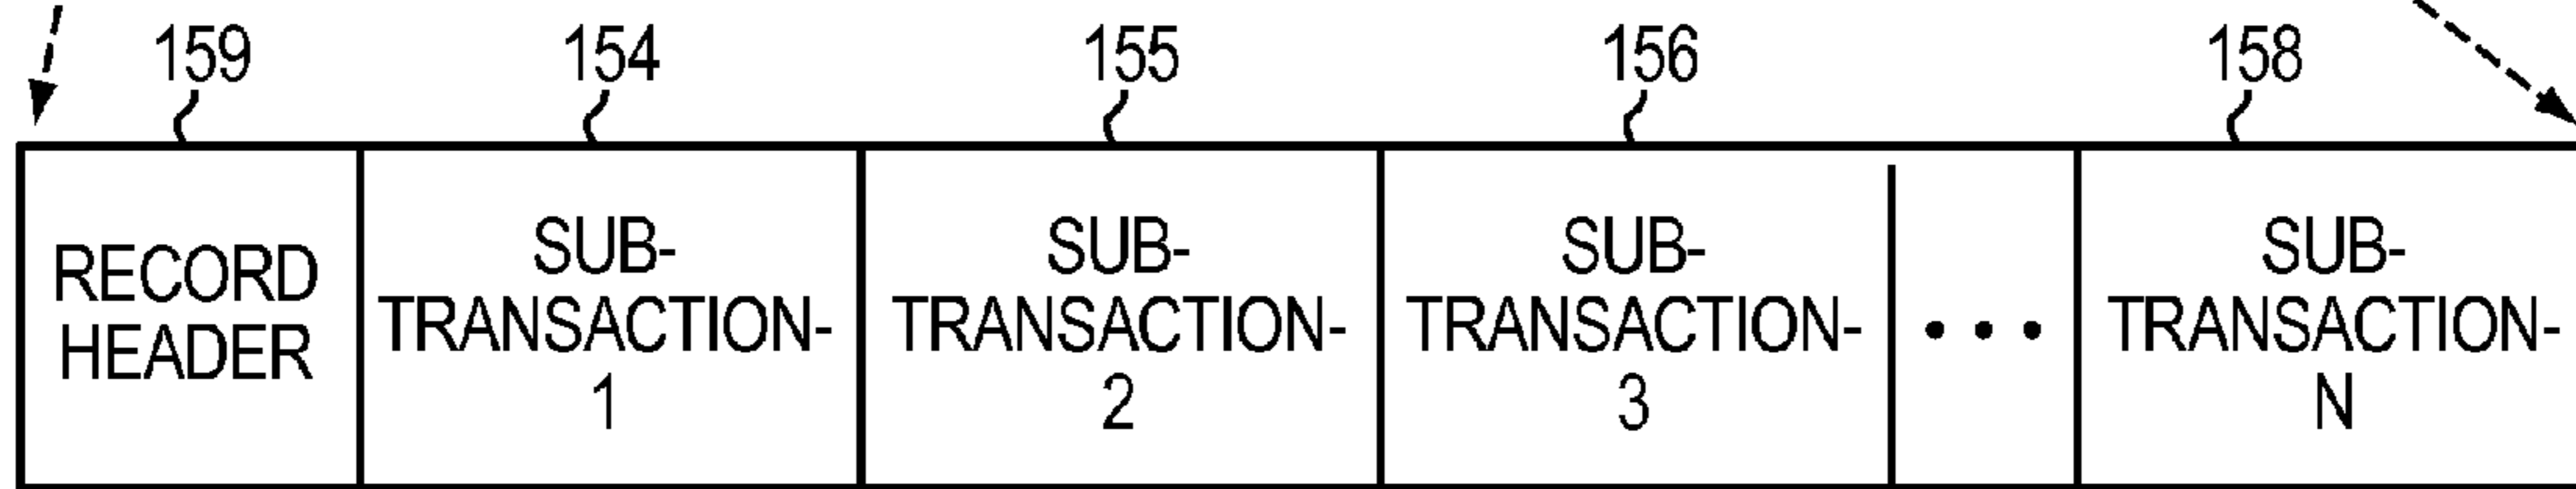 159 154 155 156 158
RECORD
HEADER
SUB-
TRANSACTION-
1
SUB-
TRANSACTION-
2
SUB-
TRANSACTION-
3
• • •
SUB-
TRANSACTION-
N